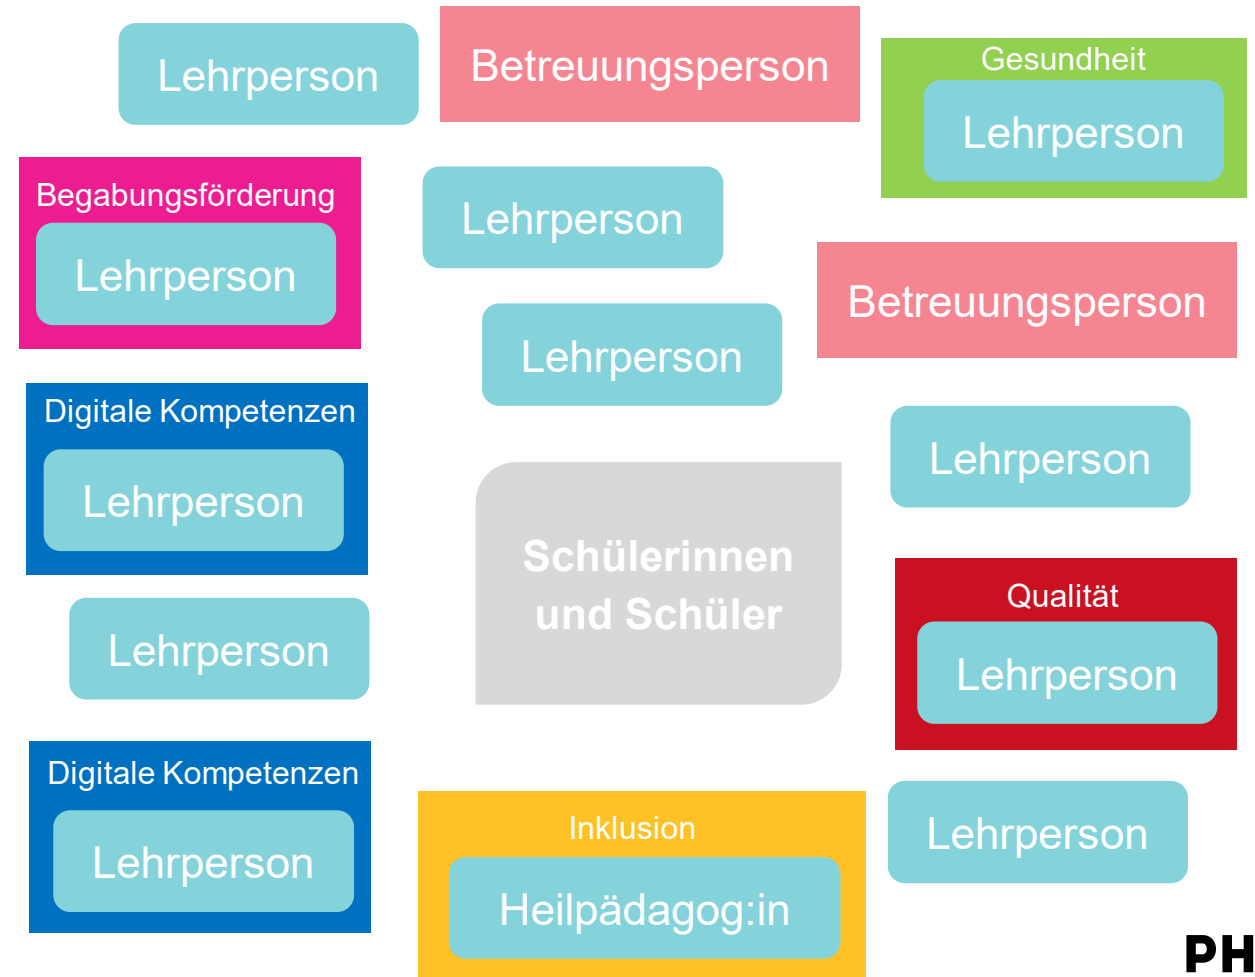 Lehrperson
Betreuungsperson
Gesundheit
Lehrperson
Begabungsförderung
Lehrperson
Lehrperson
Betreuungsperson
Lehrperson
Digitale Kompetenzen
Lehrperson
Lehrperson
Schülerinnen
und Schüler
Qualität
Lehrperson
Lehrperson
Digitale Kompetenzen
Lehrperson
Inklusion
Heilpädagog:in
Lehrperson
PH